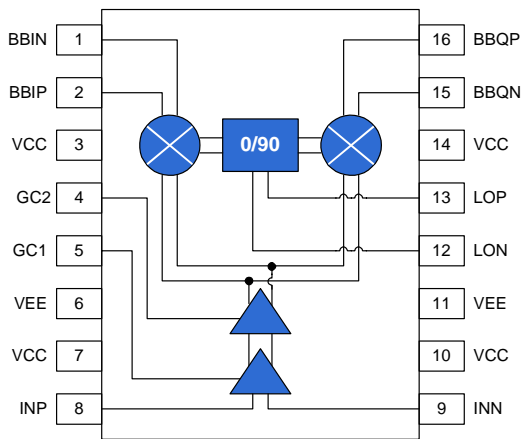 BBIN 1 16 BBQP
BBIP 2 15 BBQN
VCC 3 0/90 14 VCC
GC2 4 13 LOP
GC1 5 12 LON
VEE 6 11 VEE
VCC 7 10 VCC
INP 8 9 INN